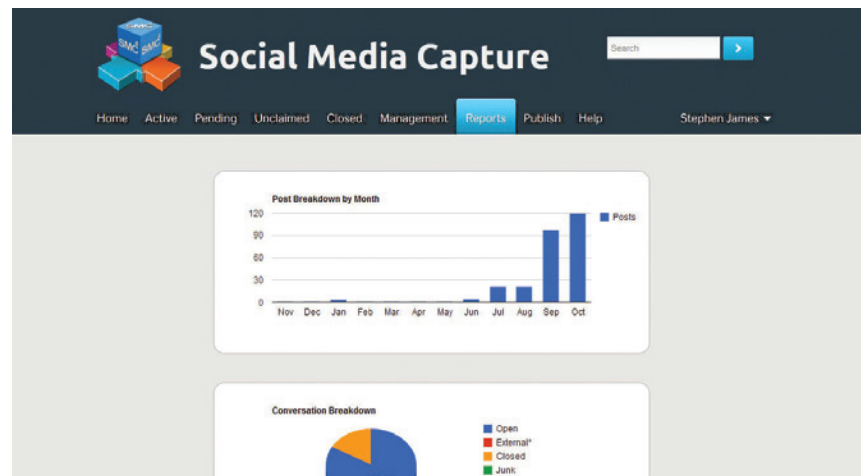 SMC
SMC SMC
Social Media Capture
Search
Home Active Pending Unclaimed Closed Management Reports Publish Help Stephen James
Post Breakdown by Month
120
90
60
30
0
Posts
Nov Dec Jan Feb Mar Apr May Jun Jul Aug Sep Oct
Conversation Breakdown
Open
External*
Closed
Junk